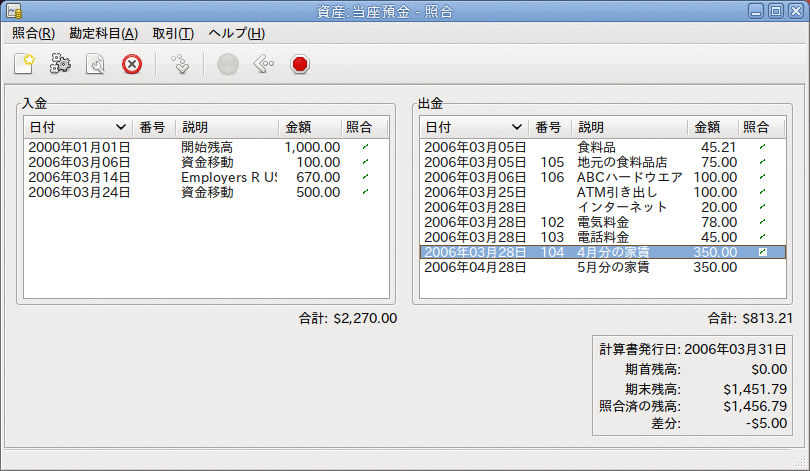 資産:当座預金 - 照合
照合(R) 勘定科目(A) 取引(T) ヘルプ(H)
入金
日付 番号 説明 金額 照合
2000年01月01日 開始残高 1,000.00
2006年03月06日 資金移動 100.00
2006年03月14日 Employers R US 670.00
2006年03月24日 資金移動 500.00
合計: $2,270.00
出金
日付 番号 説明 金額 照合
2006年03月05日 食料品 45.21
2006年03月05日 105 地元の食料品店 75.00
2006年03月06日 106 ABCハードウエア 100.00
2006年03月25日 ATM引き出し 100.00
2006年03月28日 インターネット 20.00
2006年03月28日 102 電気料金 78.00
2006年03月28日 103 電話料金 45.00
2006年03月28日 104 4月分の家賃 350.00
2006年04月28日 5月分の家賃 350.00
合計: $813.21
計算書発行日: 2006年03月31日
期首残高: $0.00
期末残高: $1,451.79
照合済の残高: $1,456.79
差分: -$5.00